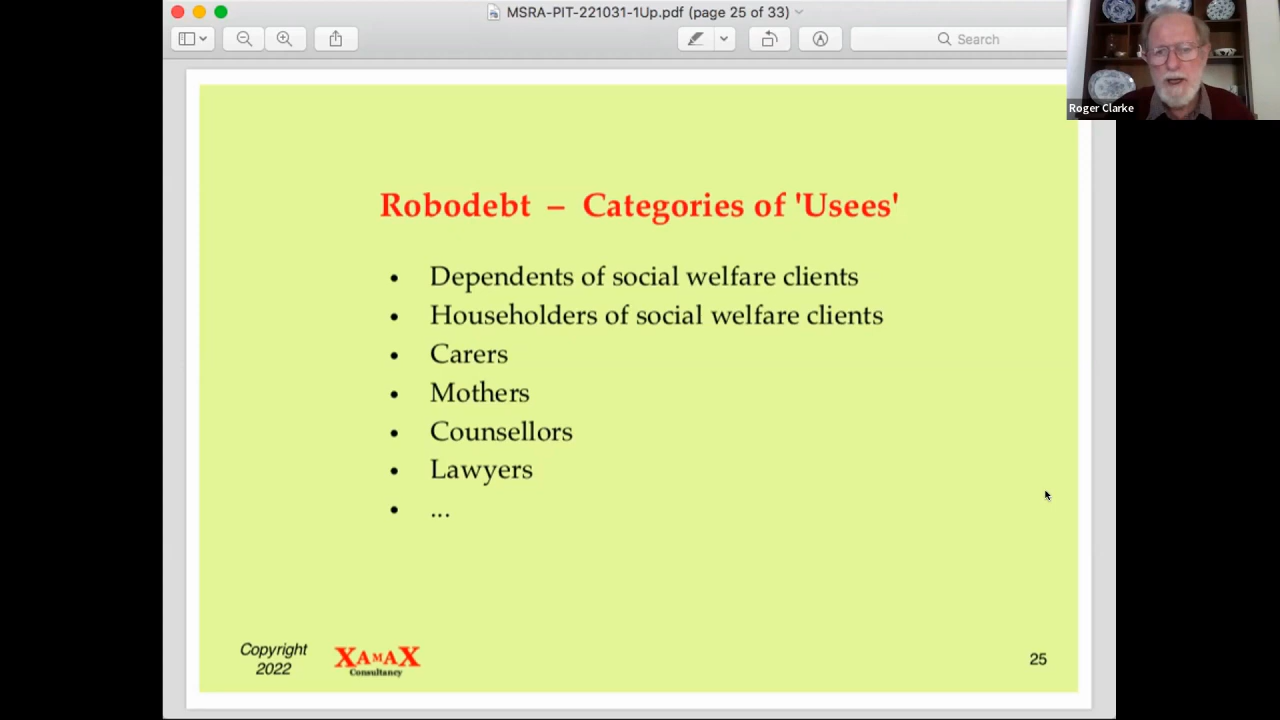 MSRA-PIT-221031-1Up.pdf (page 25 of 33)
Search
Roger Clarke
Robodebt – Categories of 'Usees'
• Dependents of social welfare clients
• Householders of social welfare clients
• Carers
• Mothers
• Counsellors
• Lawyers
• ...
Copyright
2022
XAMAX
Consultancy
25